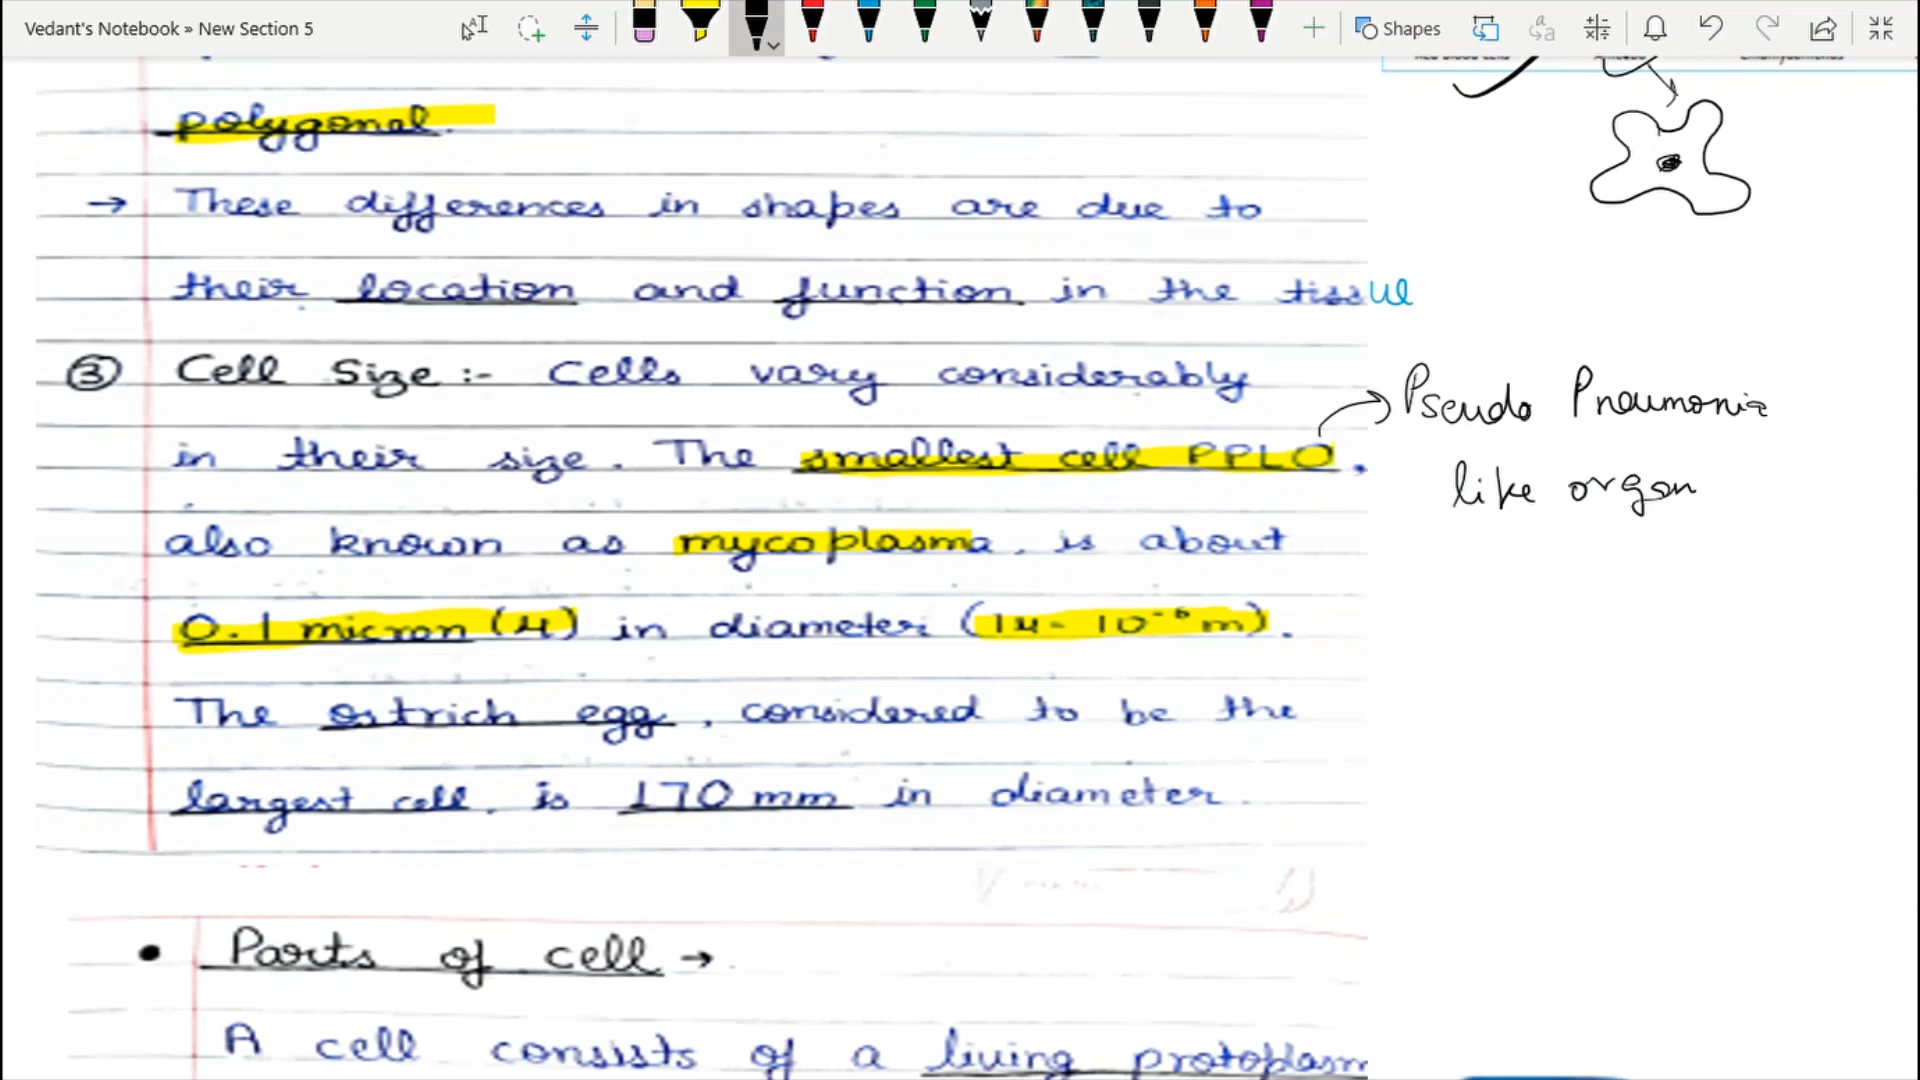 Vedant's Notebook » New Section 5
Shapes
polygonal.
→ These differences in shapes are due to
their location and function in the tissue
③ Cell Size :- Cells vary considerably
in their size. The smallest cell PPLO,
also known as mycoplasma, is about
0.1 micron (μ) in diameter (1μ- 10⁻⁶ m).
The ostrich egg, considered to be the
largest cell, is 170 mm in diameter.
Pseudo Pneumonia
like organ
• Parts of cell →
A cell consists of a living protoplasm